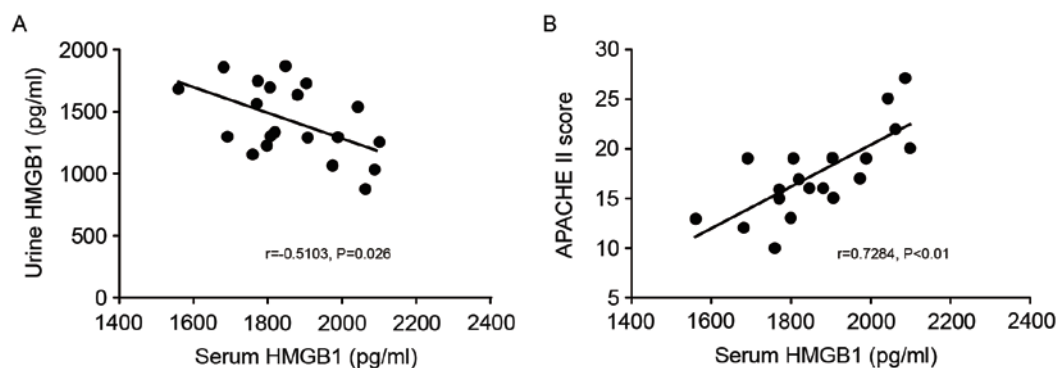 A
Urine HMGB1 (pg/ml)
2000
1500
1000
500
0
r=-0.5103, P=0.026
1400 1600 1800 2000 2200 2400
Serum HMGB1 (pg/ml)
B
APACHE II score
30
25
20
15
10
5
r=0.7284, P<0.01
1400 1600 1800 2000 2200 2400
Serum HMGB1 (pg/ml)